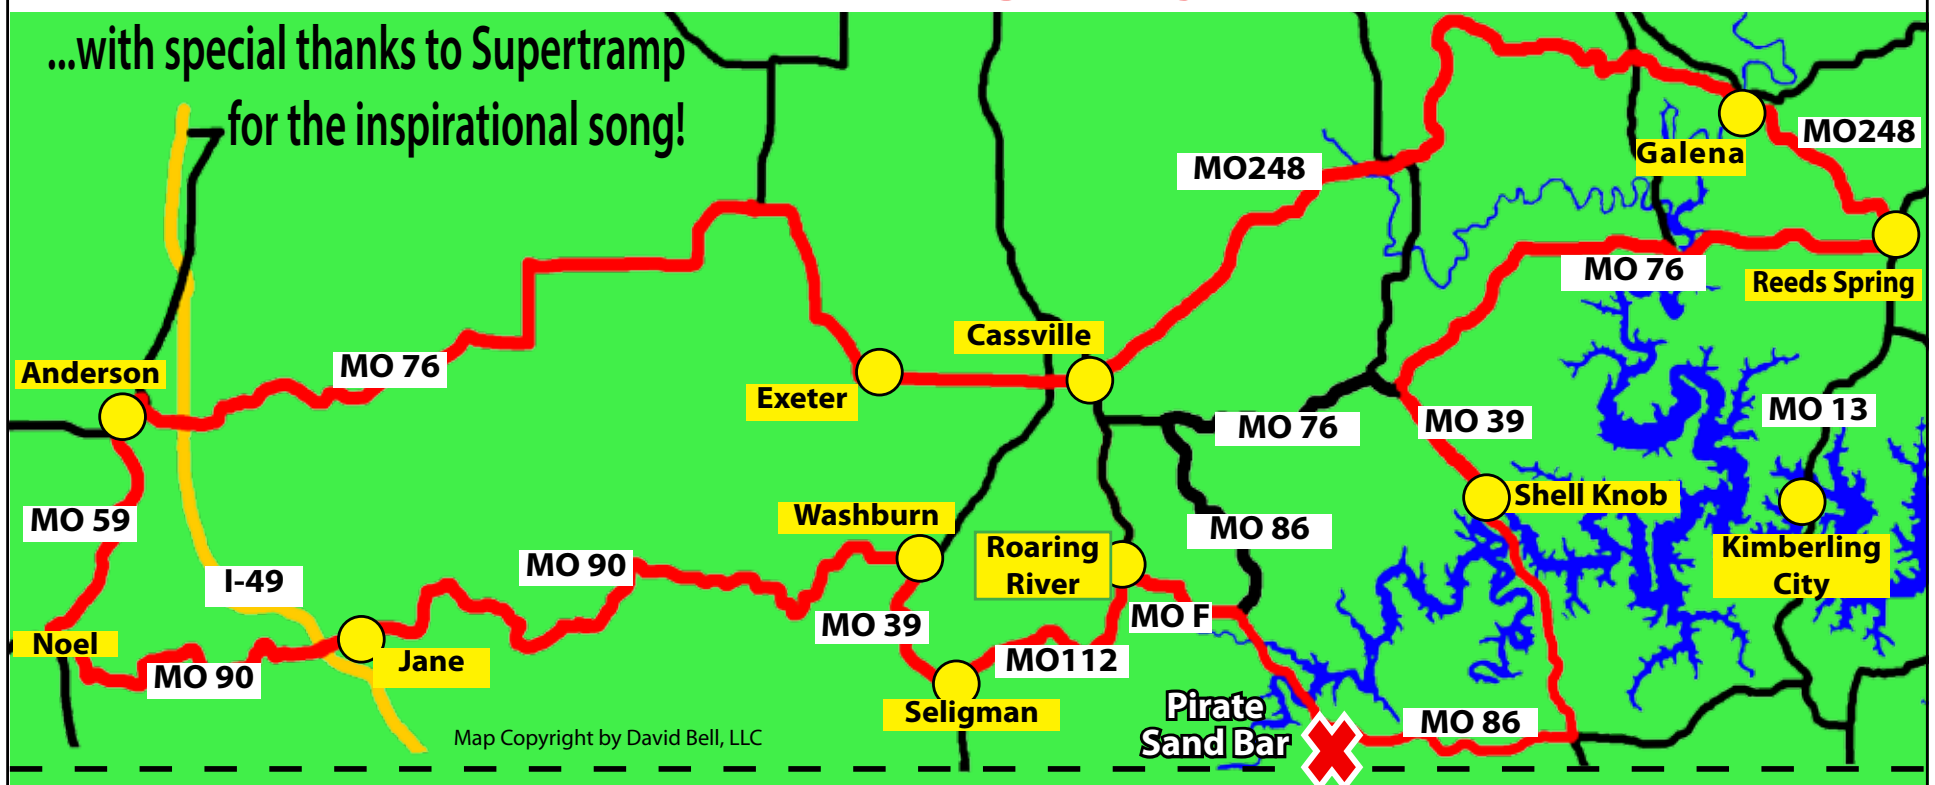 ...with special thanks to Supertramp
for the inspirational song!
MO248
MO248
Galena
MO 76
Reeds Spring
Cassville
Anderson
MO 76
Exeter
MO 76
MO 39
MO 13
Shell Knob
Washburn
MO 59
MO 86
Roaring
River
Kimberling
City
MO 90
I-49
MO 39
MO F
Noel
Jane
MO112
MO 90
Seligman
Pirate
Sand Bar
MO 86
Map Copyright by David Bell, LLC